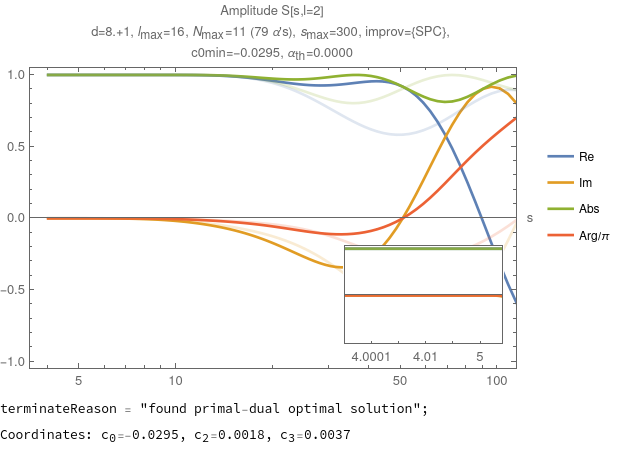 Amplitude S[s,l=2]
d=8.+1, lmax=16, Nmax=11 (79 α's), smax=300, improv={SPC},
c0min=-0.0295, αth=0.0000
1.0
0.5
0.0
-0.5
-1.0
s
4.0001 4.01 5
5 10 50 100
Re
Im
Abs
Arg/π
terminateReason = "found primal-dual optimal solution";
Coordinates: c0=-0.0295, c2=0.0018, c3=0.0037